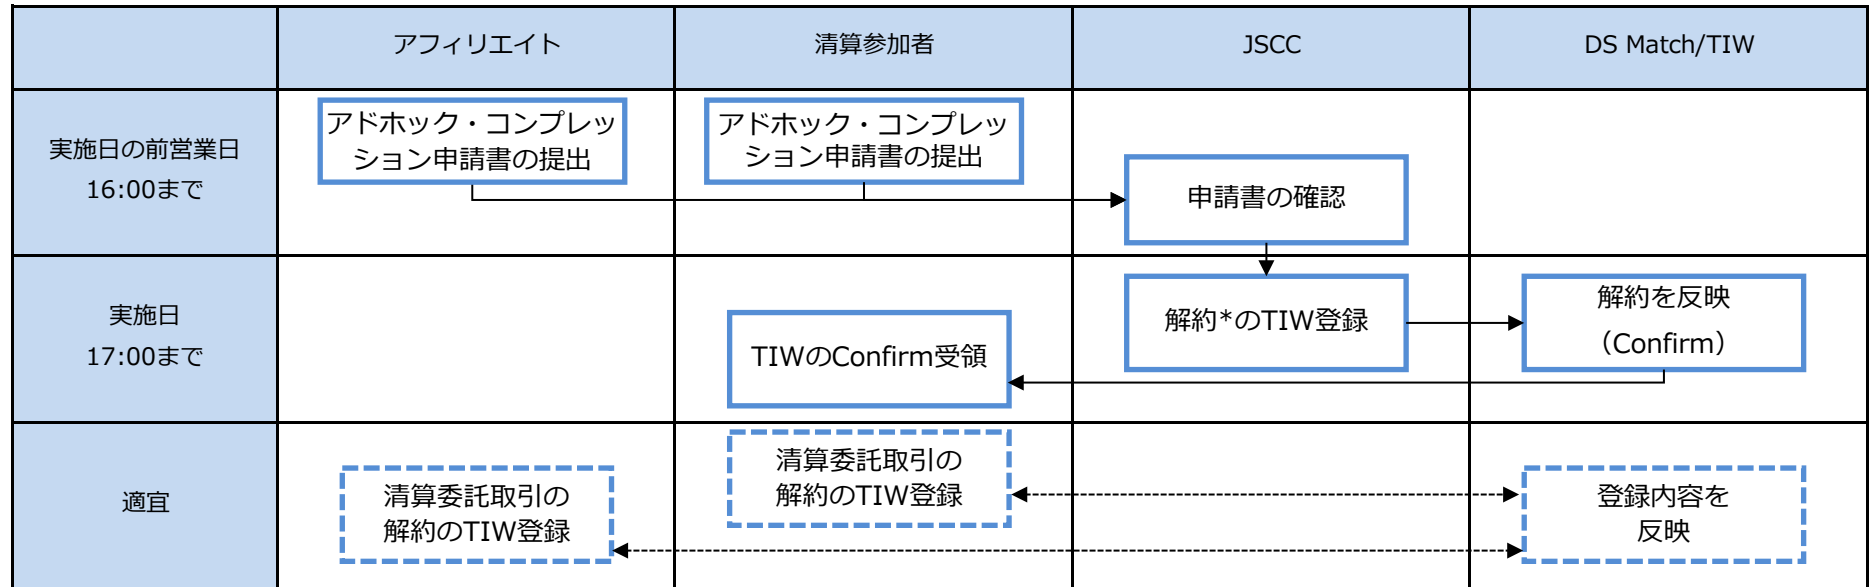 アフィリエイト
清算参加者
JSCC
DS Match/TIW
実施日の前営業日
16:00まで
アドホック・コンプレッ
ション申請書の提出
アドホック・コンプレッ
ション申請書の提出
申請書の確認
実施日
17:00まで
TIWのConfirm受領
解約*のTIW登録
解約を反映
（Confirm）
適宜
清算委託取引の
解約のTIW登録
清算委託取引の
解約のTIW登録
登録内容を
反映